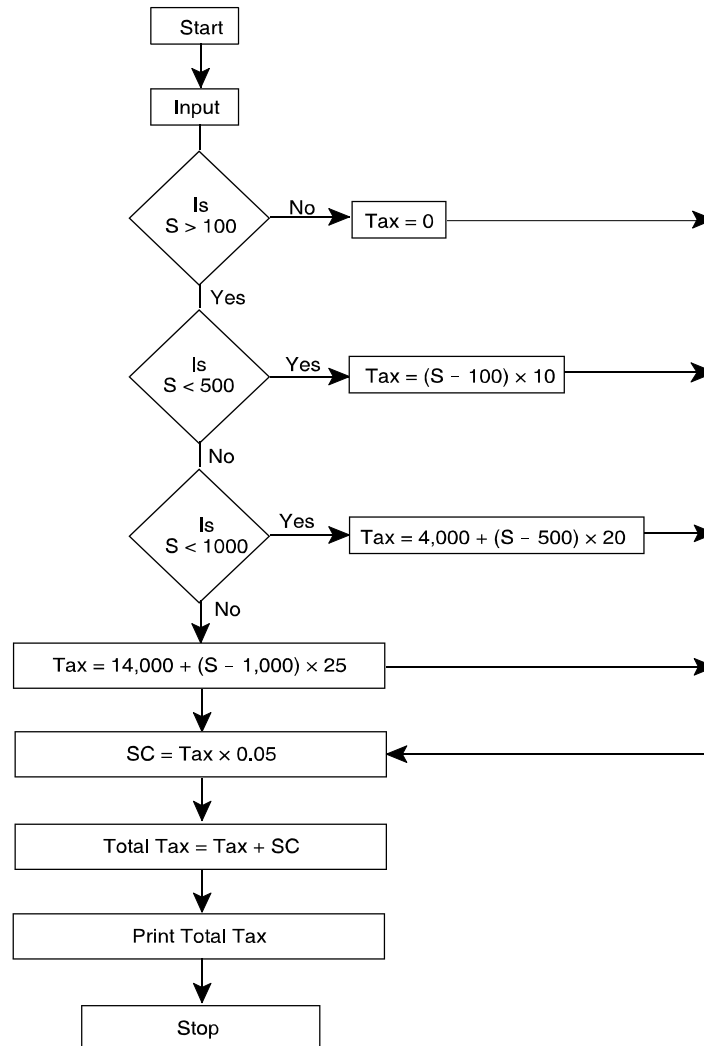 Start
Input
Is
S > 100
No
Tax = 0
Yes
Is
S < 500
Yes
Tax = (S – 100) × 10
No
Is
S < 1000
Yes
Tax = 4,000 + (S – 500) × 20
No
Tax = 14,000 + (S – 1,000) × 25
SC = Tax × 0.05
Total Tax = Tax + SC
Print Total Tax
Stop